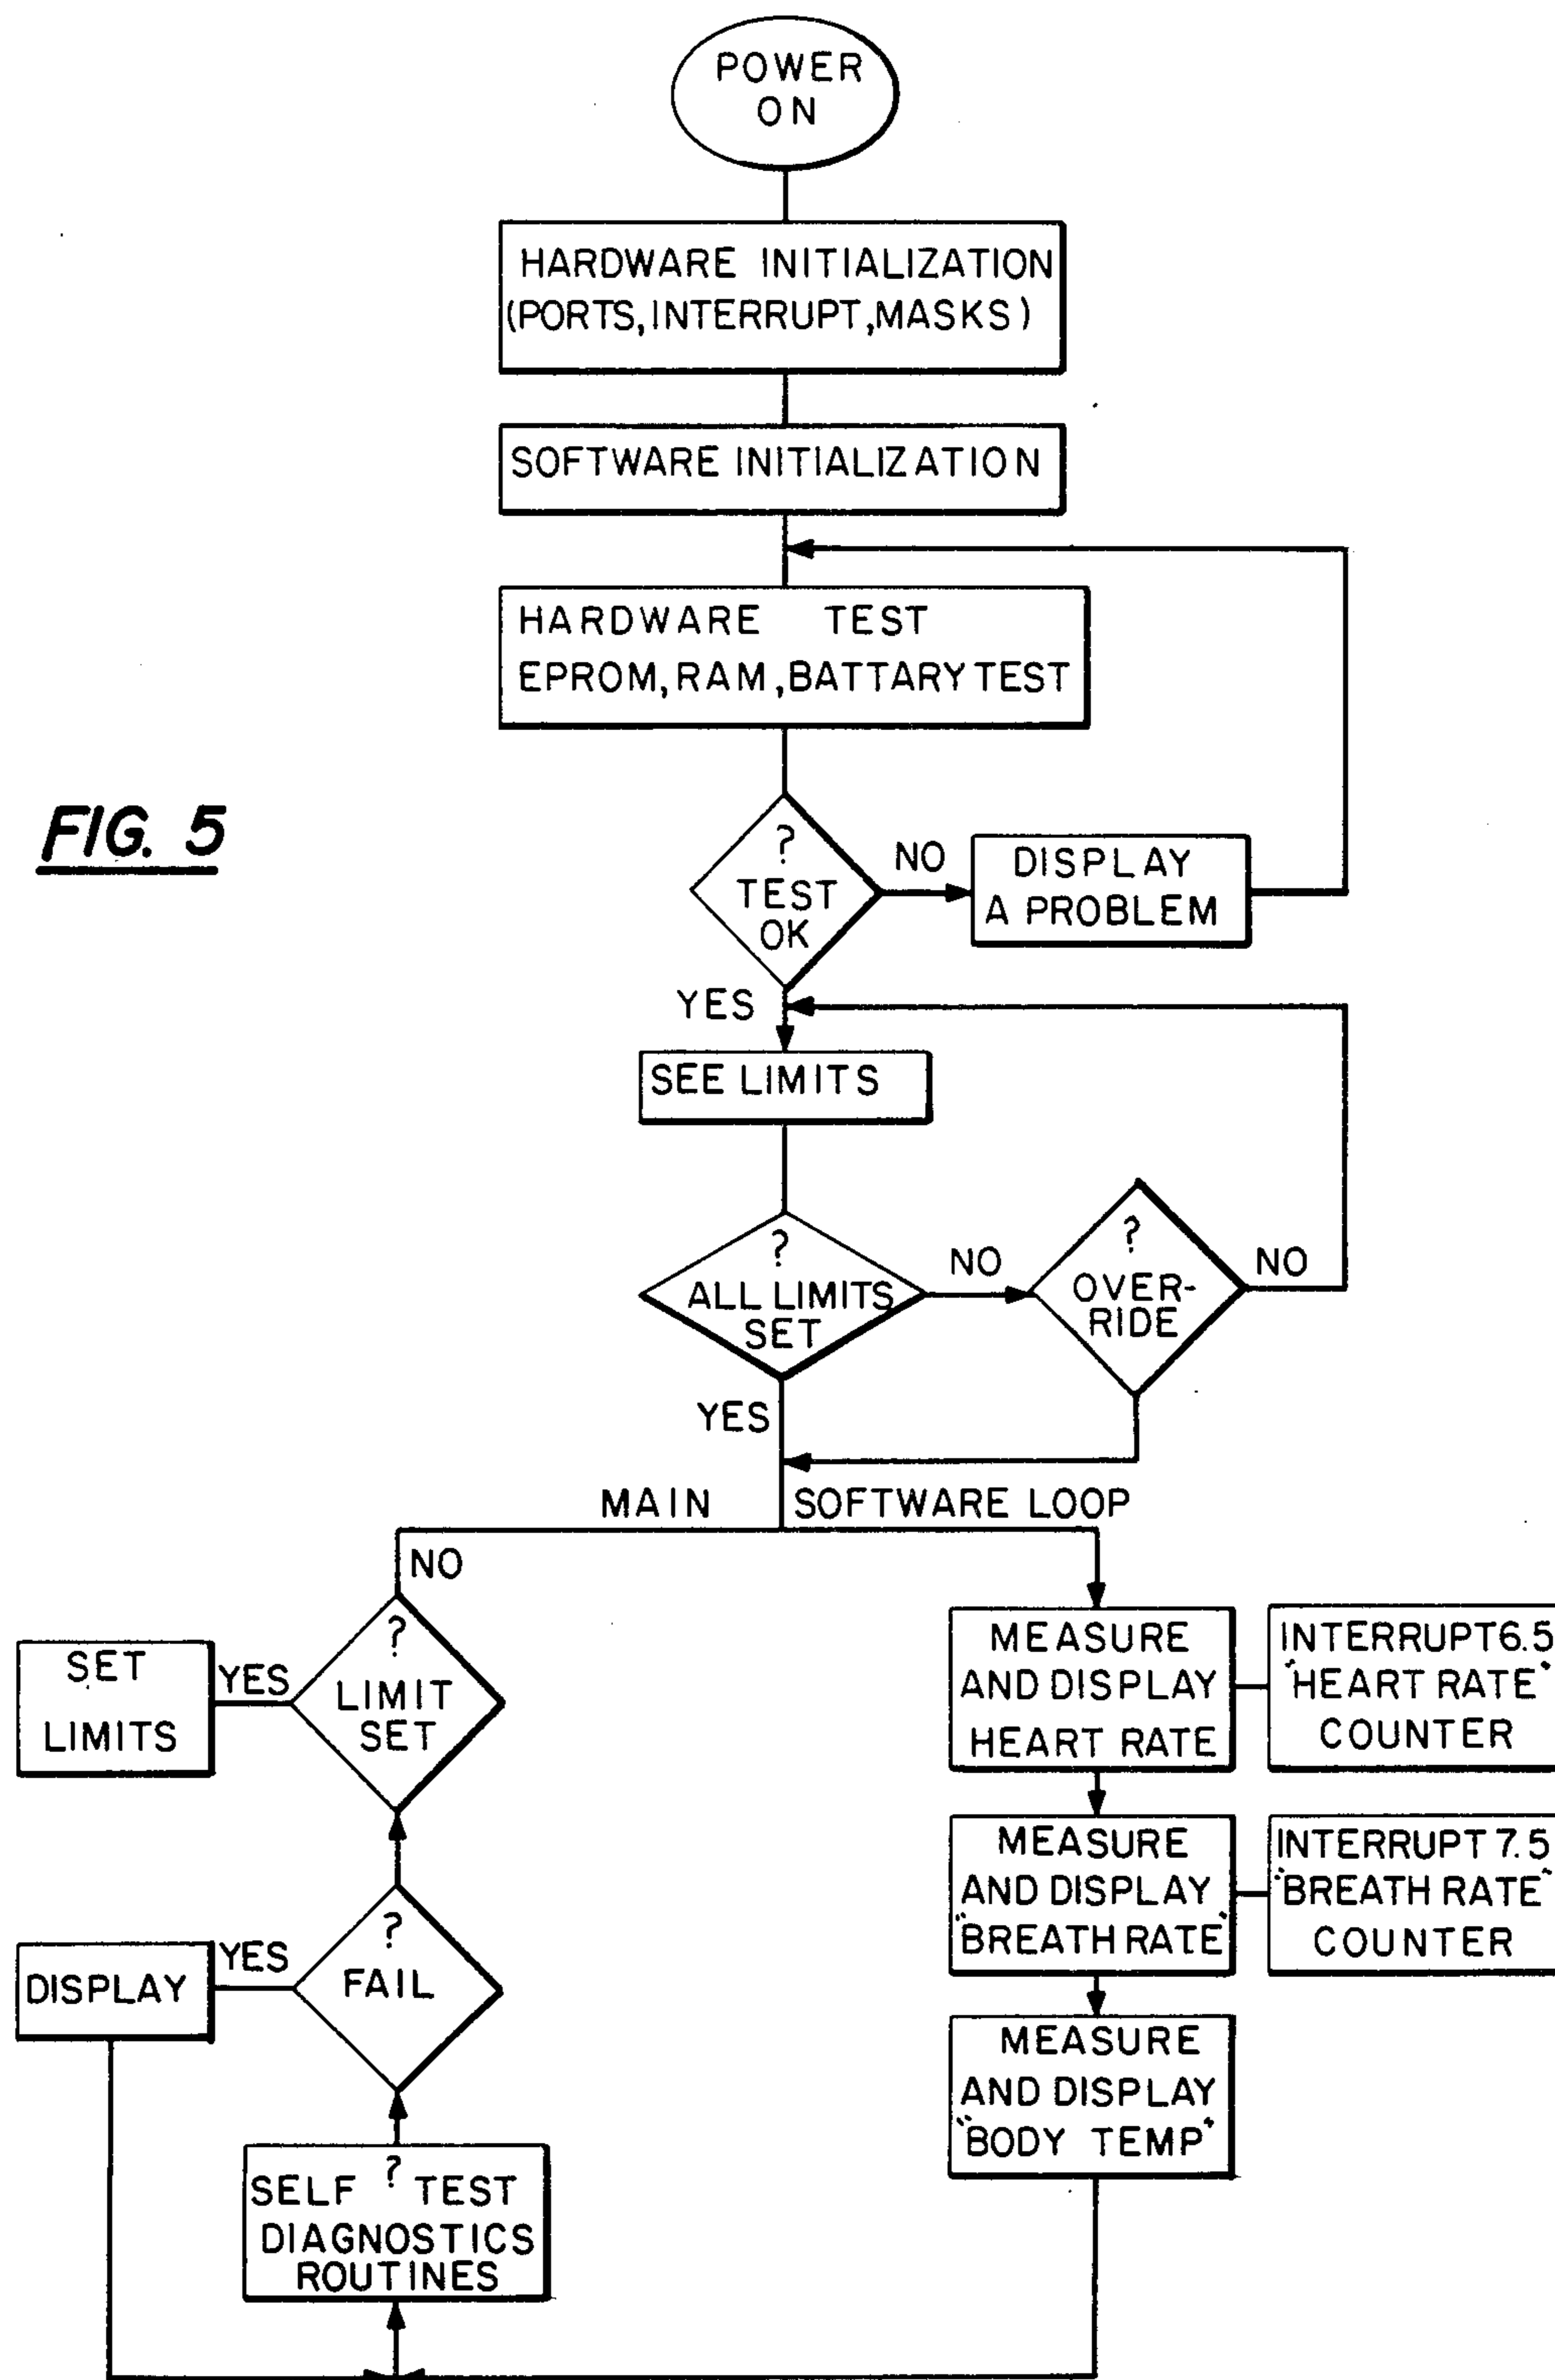 POWER
ON
HARDWARE INITIALIZATION
(PORTS, INTERRUPT, MASKS)
SOFTWARE INITIALIZATION
HARDWARE TEST
EPROM, RAM, BATTARY TEST
FIG. 5
?
TEST
OK
NO
DISPLAY
A PROBLEM
YES
SEE LIMITS
?
ALL LIMITS
SET
NO
?
OVER-
RIDE
NO
YES
MAIN SOFTWARE LOOP
NO
?
LIMIT
SET
YES
SET
LIMITS
MEASURE
AND DISPLAY
HEART RATE
INTERRUPT 6.5
"HEART RATE"
COUNTER
MEASURE
AND DISPLAY
"BREATH RATE"
INTERRUPT 7.5
"BREATH RATE"
COUNTER
?
FAIL
YES
DISPLAY
MEASURE
AND DISPLAY
"BODY TEMP"
SELF ? TEST
DIAGNOSTICS
ROUTINES